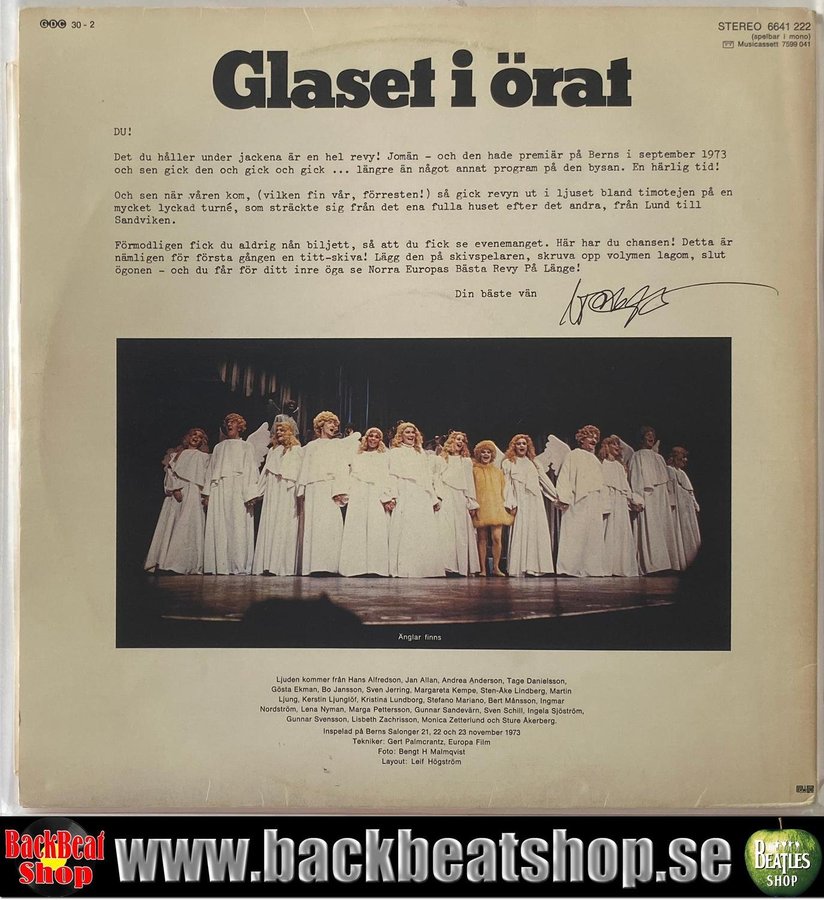 GDC 30 - 2
STEREO 6641 222
(spelbar i mono)
Musicassett 7599 041
Glaset i örat
DU!
Det du håller under jackena är en hel revy! Jomän - och den hade premiär på Berns i september 1973
och sen gick den och gick och gick ... längre än något annat program på den bysan. En härlig tid!
Och sen när våren kom, (vilken fin vår, förresten!) så gick revyn ut i ljuset bland timotejen på en
mycket lyckad turné, som sträckte sig från det ena fulla huset efter det andra, från Lund till
Sandviken.
Förmodligen fick du aldrig nån biljett, så att du fick se evenemanget. Här har du chansen! Detta är
nämligen för första gången en titt-skiva! Lägg den på skivspelaren, skruva opp volymen lagom, slut
ögonen - och du får för ditt inre öga se Norra Europas Bästa Revy På Länge!
Din bäste vän
Änglar finns
Ljuden kommer från Hans Alfredson, Jan Allan, Andrea Anderson, Tage Danielsson,
Gösta Ekman, Bo Jansson, Sven Jerring, Margareta Kempe, Sten-Åke Lindberg, Martin
Ljung, Kerstin Ljunglöf, Kristina Lundborg, Stefano Mariano, Bert Månsson, Ingmar
Nordström, Lena Nyman, Marga Pettersson, Gunnar Sandevärn, Sven Schill, Ingela Sjöström,
Gunnar Svensson, Lisbeth Zachrisson, Monica Zetterlund och Sture Åkerberg.
Inspelad på Berns Salonger 21, 22 och 23 november 1973
Tekniker: Gert Palmcrantz, Europa Film
Foto: Bengt H Malmqvist
Layout: Leif Högström
BackBeat
Shop
www.backbeatshop.se
BEATLES
SHOP